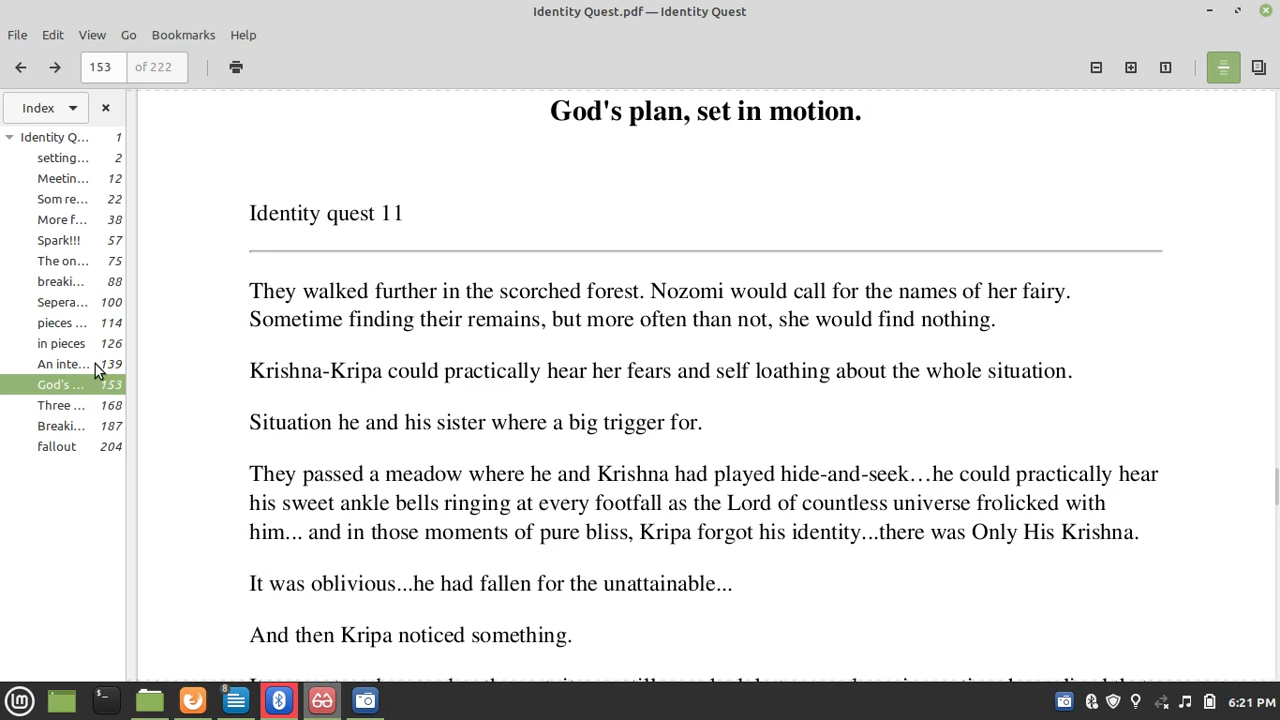 Identity Quest.pdf — Identity Quest
File Edit View Go Bookmarks Help
153 of 222
Index
Identity Q... 1
setting... 2
Meetin... 12
Som re... 22
More f... 38
Spark!!! 57
The on... 75
breaki... 88
Sepera... 100
pieces ... 114
in pieces 126
An inte... 139
God's ... 153
Three ... 168
Breaki... 187
fallout 204
God's plan, set in motion.
Identity quest 11
They walked further in the scorched forest. Nozomi would call for the names of her fairy.
Sometime finding their remains, but more often than not, she would find nothing.
Krishna-Kripa could practically hear her fears and self loathing about the whole situation.
Situation he and his sister where a big trigger for.
They passed a meadow where he and Krishna had played hide-and-seek…he could practically hear
his sweet ankle bells ringing at every footfall as the Lord of countless universe frolicked with
him... and in those moments of pure bliss, Kripa forgot his identity...there was Only His Krishna.
It was oblivious...he had fallen for the unattainable...
And then Kripa noticed something.
8
6:21 PM